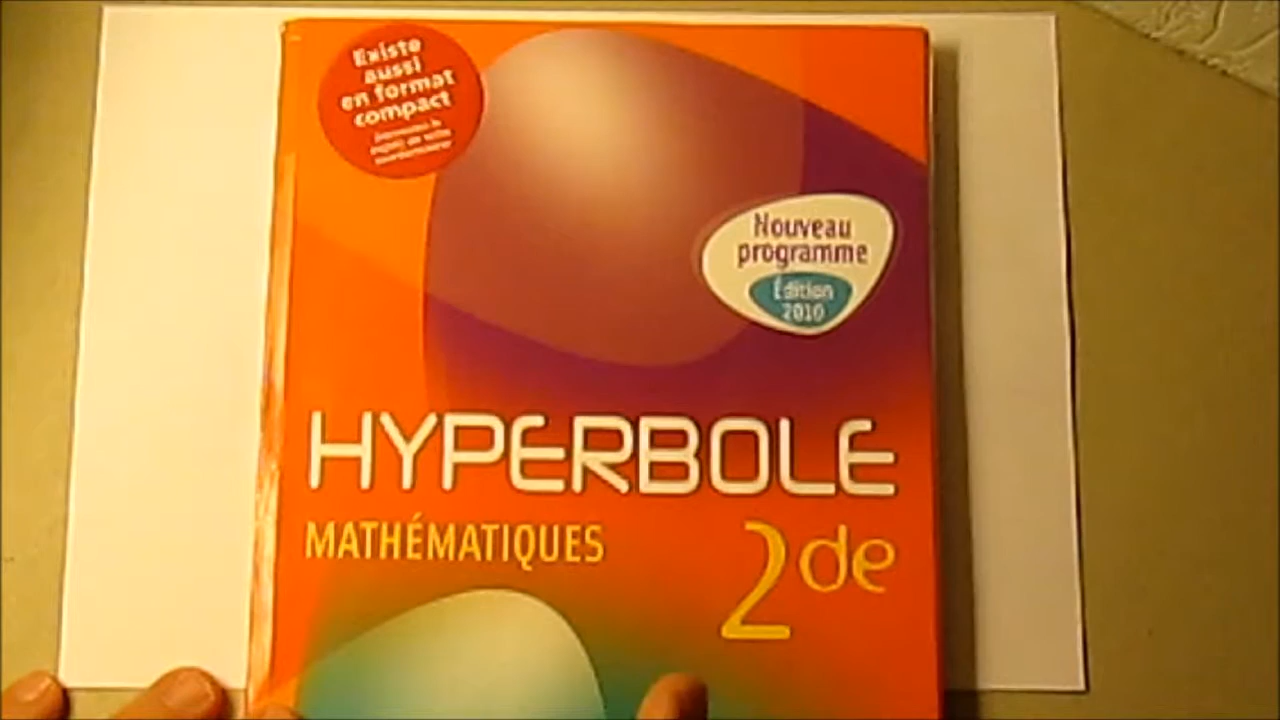 Existe
aussi
en format
compact
Nouveau
programme
Édition
2010
HYPERBOLE
MATHÉMATIQUES
2de